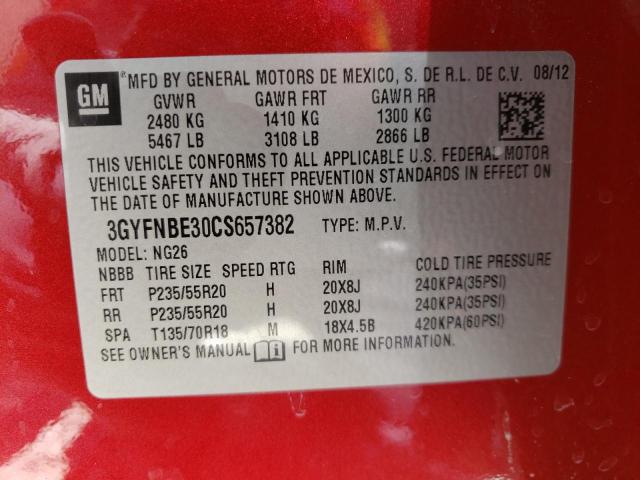 GM ® MFD BY GENERAL MOTORS DE MEXICO, S. DE R.L. DE C.V. 08/12
GVWR GAWR FRT GAWR RR
2480 KG 1410 KG 1300 KG
5467 LB 3108 LB 2866 LB
THIS VEHICLE CONFORMS TO ALL APPLICABLE U.S. FEDERAL MOTOR
VEHICLE SAFETY AND THEFT PREVENTION STANDARDS IN EFFECT ON
THE DATE OF MANUFACTURE SHOWN ABOVE.
3GYFNBE30CS657382 TYPE: M.P.V.
MODEL: NG26
NBBB TIRE SIZE SPEED RTG RIM COLD TIRE PRESSURE
FRT P235/55R20 H 20X8J 240KPA(35PSI)
RR P235/55R20 H 20X8J 240KPA(35PSI)
SPA T135/70R18 M 18X4.5B 420KPA(60PSI)
SEE OWNER'S MANUAL FOR MORE INFORMATION.